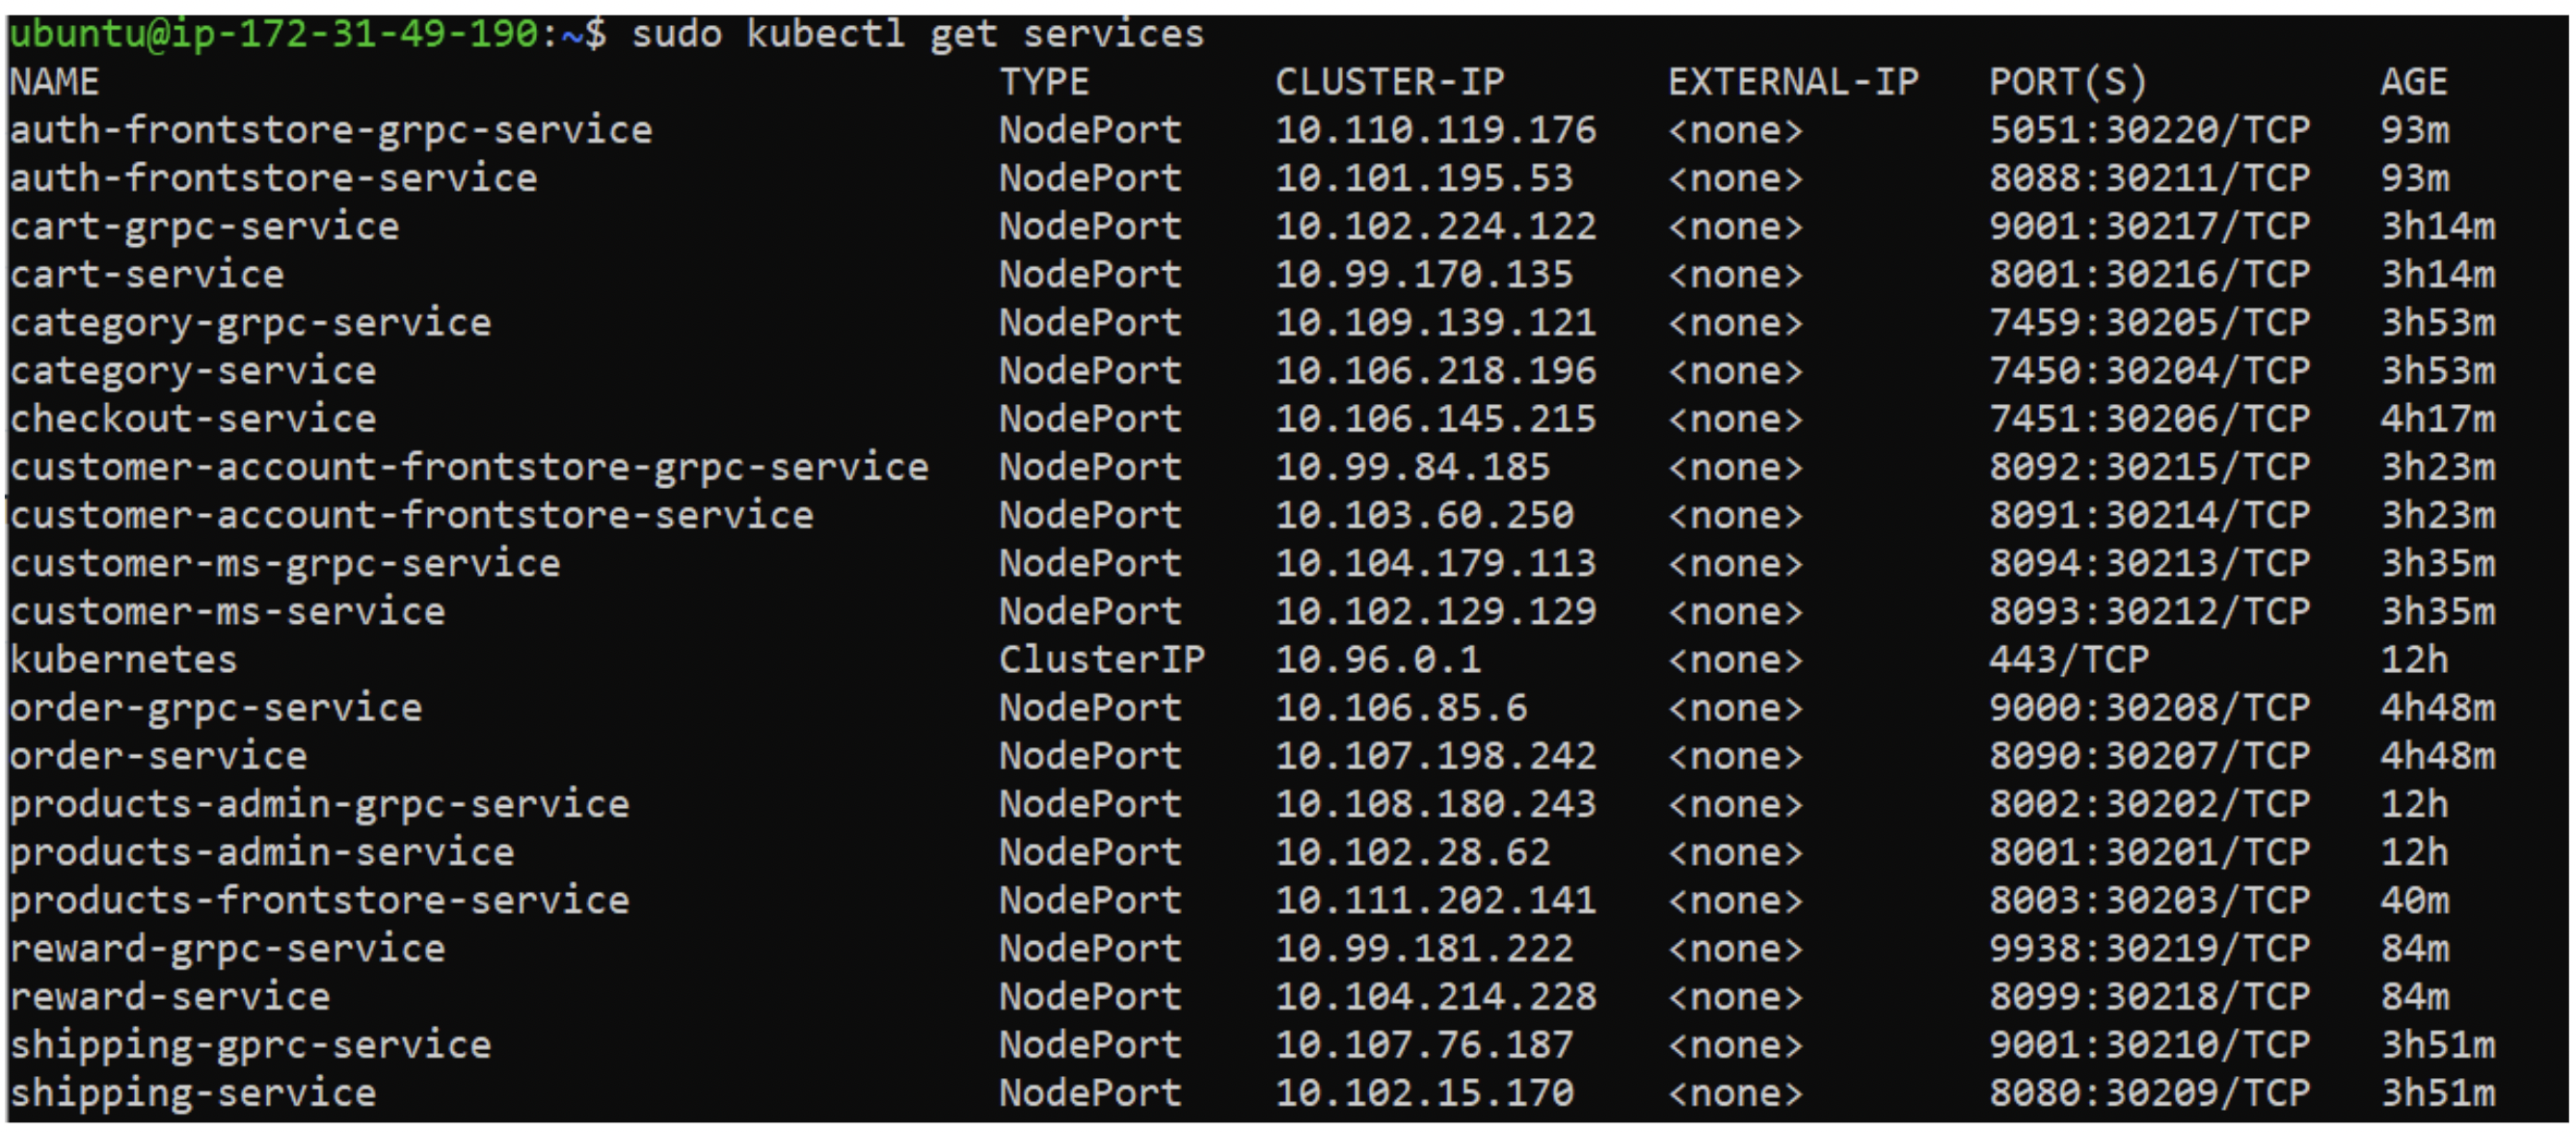 ubuntu@ip-172-31-49-190:~$ sudo kubectl get services
NAME TYPE CLUSTER-IP EXTERNAL-IP PORT(S) AGE
auth-frontstore-grpc-service NodePort 10.110.119.176 <none> 5051:30220/TCP 93m
auth-frontstore-service NodePort 10.101.195.53 <none> 8088:30211/TCP 93m
cart-grpc-service NodePort 10.102.224.122 <none> 9001:30217/TCP 3h14m
cart-service NodePort 10.99.170.135 <none> 8001:30216/TCP 3h14m
category-grpc-service NodePort 10.109.139.121 <none> 7459:30205/TCP 3h53m
category-service NodePort 10.106.218.196 <none> 7450:30204/TCP 3h53m
checkout-service NodePort 10.106.145.215 <none> 7451:30206/TCP 4h17m
customer-account-frontstore-grpc-service NodePort 10.99.84.185 <none> 8092:30215/TCP 3h23m
customer-account-frontstore-service NodePort 10.103.60.250 <none> 8091:30214/TCP 3h23m
customer-ms-grpc-service NodePort 10.104.179.113 <none> 8094:30213/TCP 3h35m
customer-ms-service NodePort 10.102.129.129 <none> 8093:30212/TCP 3h35m
kubernetes ClusterIP 10.96.0.1 <none> 443/TCP 12h
order-grpc-service NodePort 10.106.85.6 <none> 9000:30208/TCP 4h48m
order-service NodePort 10.107.198.242 <none> 8090:30207/TCP 4h48m
products-admin-grpc-service NodePort 10.108.180.243 <none> 8002:30202/TCP 12h
products-admin-service NodePort 10.102.28.62 <none> 8001:30201/TCP 12h
products-frontstore-service NodePort 10.111.202.141 <none> 8003:30203/TCP 40m
reward-grpc-service NodePort 10.99.181.222 <none> 9938:30219/TCP 84m
reward-service NodePort 10.104.214.228 <none> 8099:30218/TCP 84m
shipping-gprc-service NodePort 10.107.76.187 <none> 9001:30210/TCP 3h51m
shipping-service NodePort 10.102.15.170 <none> 8080:30209/TCP 3h51m